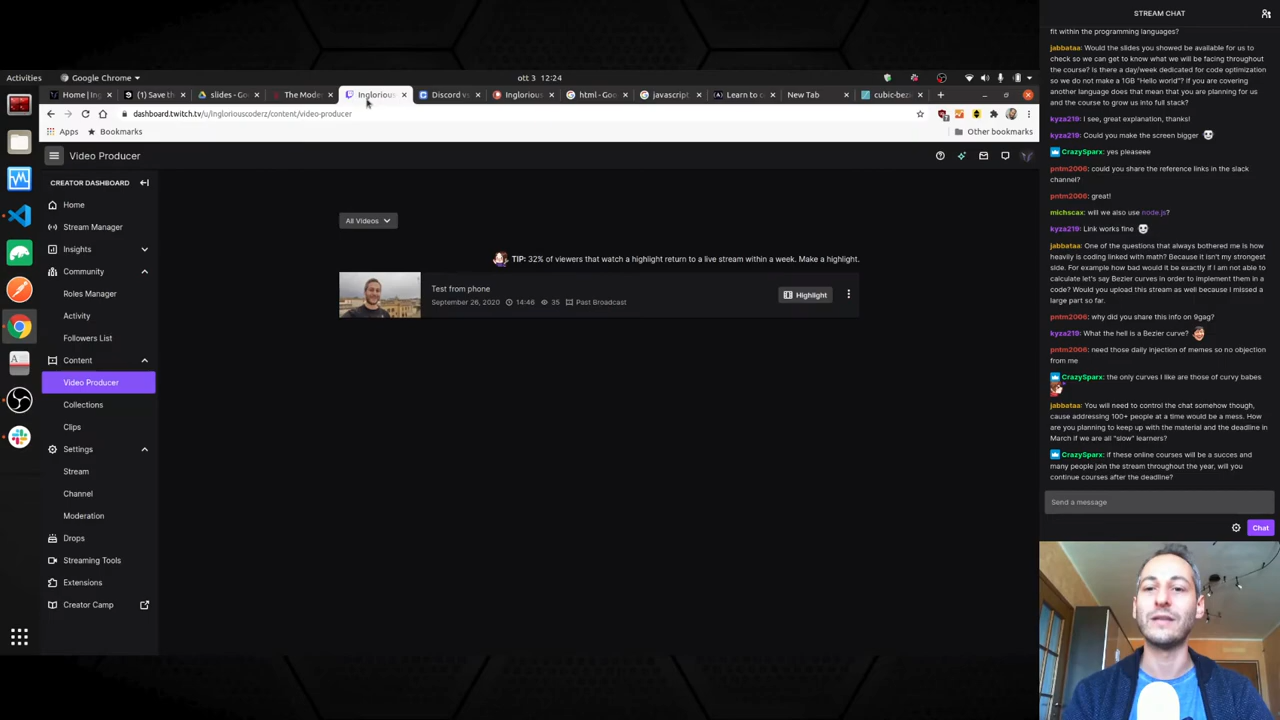 Activities
Google Chrome
ott 3 12:24
Home | Ing
(1) Save th
slides - Goo
The Moder
Inglorious
Discord vs
Inglorious
html - Goo
javascript
Learn to c
New Tab
cubic-bezi
dashboard.twitch.tv/u/ingloriouscoderz/content/video-producer
Apps
Bookmarks
Other bookmarks
Video Producer
CREATOR DASHBOARD
Home
Stream Manager
Insights
Community
Roles Manager
Activity
Followers List
Content
Video Producer
Collections
Clips
Settings
Stream
Channel
Moderation
Drops
Streaming Tools
Extensions
Creator Camp
All Videos
TIP: 32% of viewers that watch a highlight return to a live stream within a week. Make a highlight.
Test from phone
September 26, 2020 14:46 35 Past Broadcast
Highlight
STREAM CHAT
fit within the programming languages?
jabbataa: Would the slides you showed be available for us to
check so we can get to know what we will be facing throughout
the course? Is there a day/week dedicated for code optimization
so we do not make a 1GB "Hello world"? if you are covering
another language does that mean that you are planning for us
and the course to grow us into full stack?
kyza219: I see, great explanation, thanks!
kyza219: Could you make the screen bigger
CrazySparx: yes pleaseee
pntm2006: could you share the reference links in the slack
channel?
pntm2006: great!
michscax: will we also use node.js?
kyza219: Link works fine
jabbataa: One of the questions that always bothered me is how
heavily is coding linked with math? Because it isn't my strongest
side. For example how bad would it be exactly if I am not able to
calculate let's say Bezier curves in order to implement them in a
code? Would you upload this stream as well because I missed a
large part so far.
pntm2006: why did you share this info on 9gag?
kyza219: What the hell is a Bezier curve?
pntm2006: need those daily injection of memes so no objection
from me
CrazySparx: the only curves I like are those of curvy babes
jabbataa: You will need to control the chat somehow though,
cause addressing 100+ people at a time would be a mess. How
are you planning to keep up with the material and the deadline in
March if we are all "slow" learners?
CrazySparx: if these online courses will be a succes and
many people join the stream throughout the year, will you
continue courses after the deadline?
Send a message
Chat